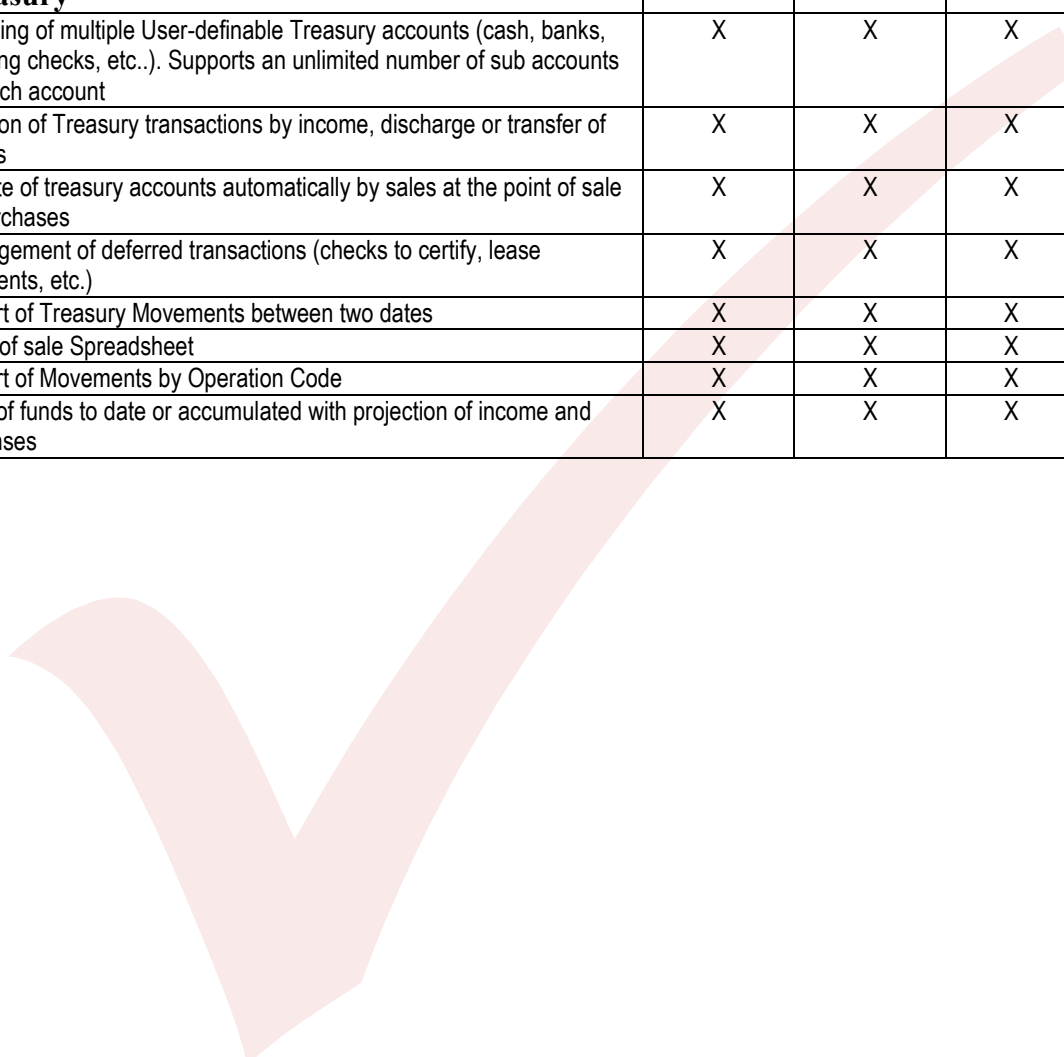 asury
ing of multiple User-definable Treasury accounts (cash, banks, X X X
ng checks, etc..). Supports an unlimited number of sub accounts
ch account
on of Treasury transactions by income, discharge or transfer of X X X
s
te of treasury accounts automatically by sales at the point of sale X X X
rchases
gement of deferred transactions (checks to certify, lease X X X
ents, etc.)
rt of Treasury Movements between two dates X X X
of sale Spreadsheet X X X
rt of Movements by Operation Code X X X
of funds to date or accumulated with projection of income and X X X
nses